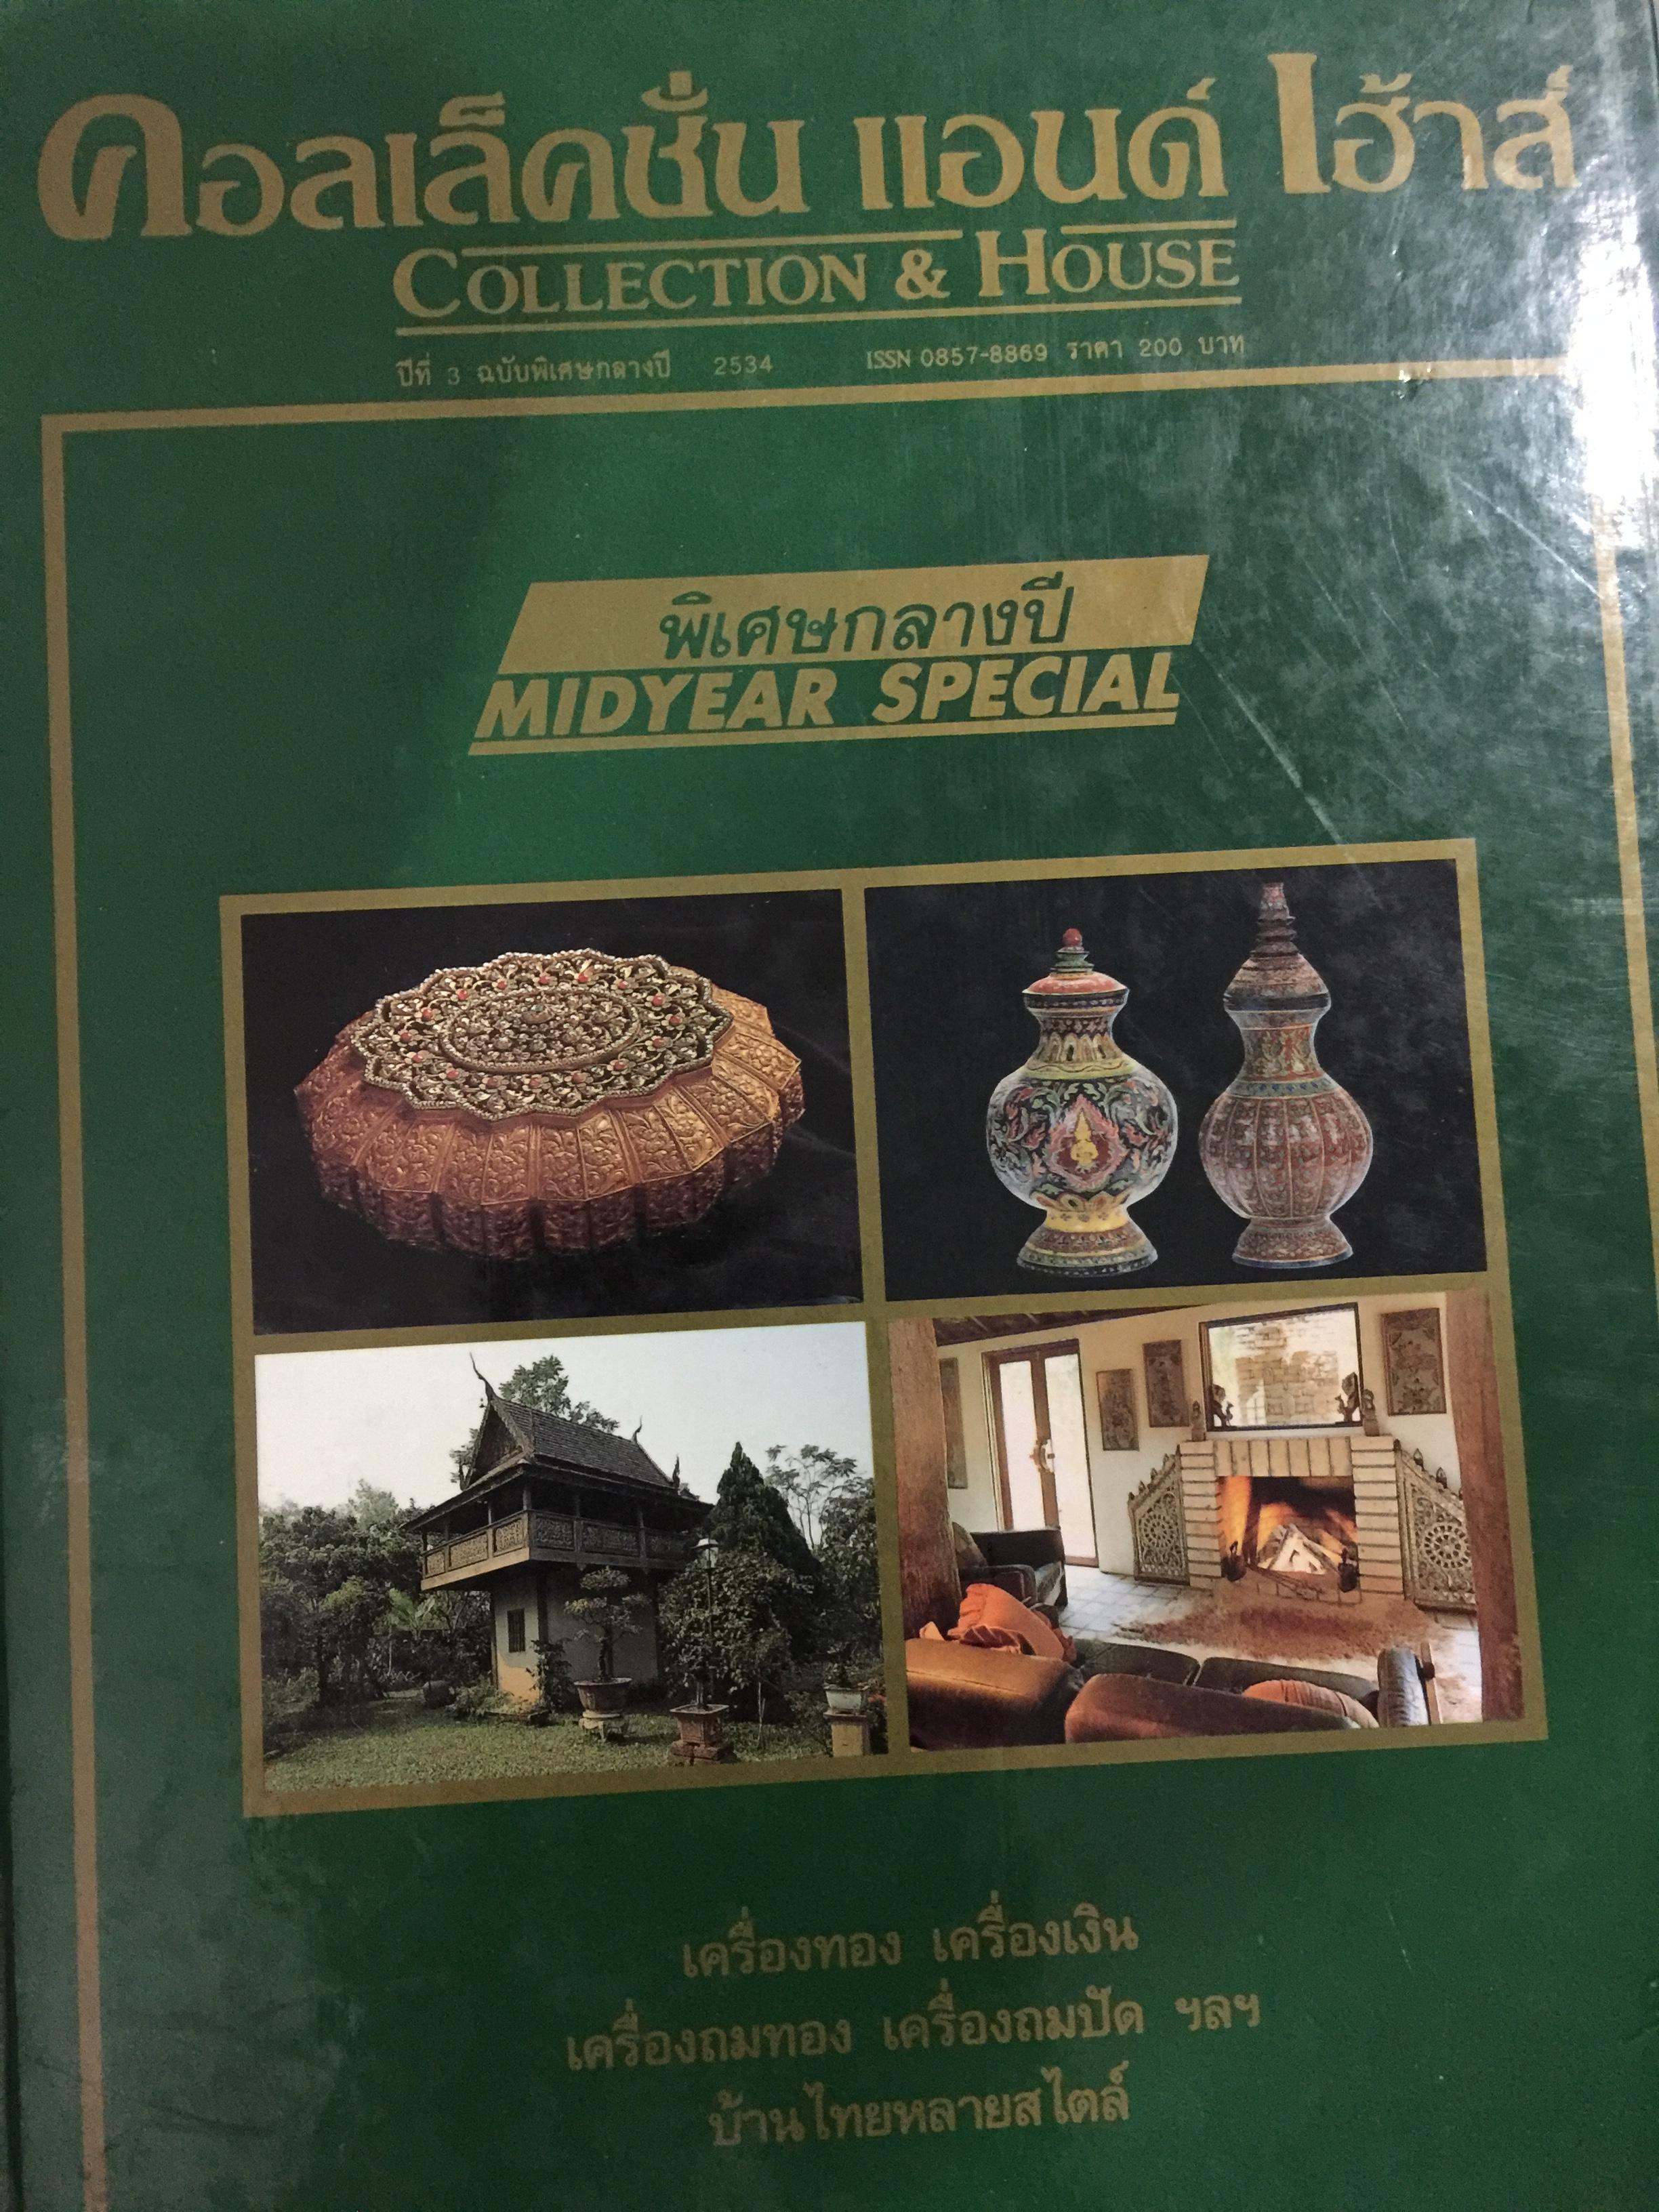 คอลเล็คชั่น แอนด์ เฮ้าส์
COLLECTION & HOUSE
ปีที่ 3 ฉบับพิเศษกลางปี 2534 ISSN 0857-8869 ราคา 200 บาท
พิเศษกลางปี
MIDYEAR SPECIAL
เครื่องทอง เครื่องเงิน
เครื่องถมทอง เครื่องถมปัด ฯลฯ
บ้านไทยหลายสไตล์